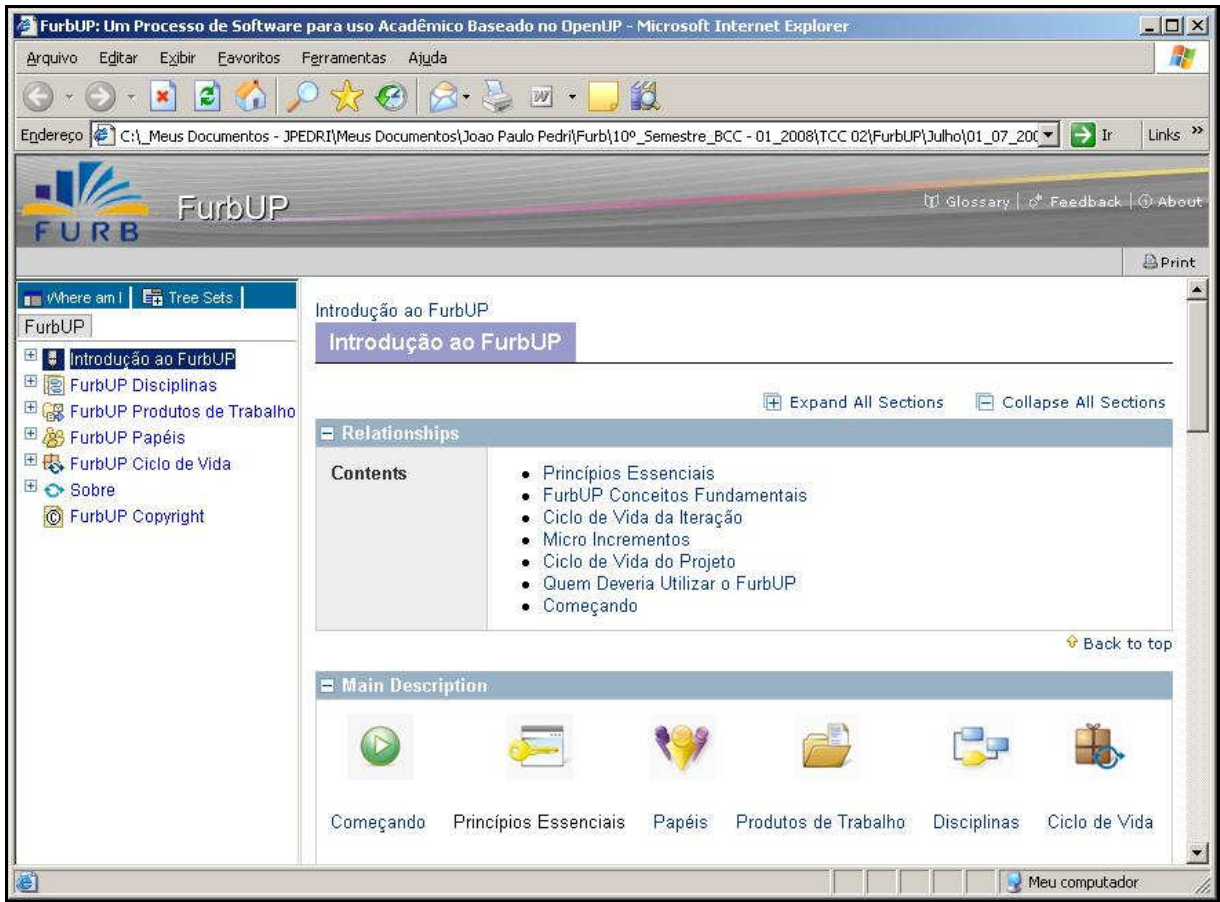 FurbUP: Um Processo de Software para uso Acadêmico Baseado no OpenUP - Microsoft Internet Explorer
Arquivo Editar Exibir Favoritos Ferramentas Ajuda
Endereço C:\_Meus Documentos - JPEDRI\Meus Documentos\Joao Paulo Pedri\Furb\10º_Semestre_BCC - 01_2008\TCC 02\FurbUP\Julho\01_07_200 Ir Links »
FURB FurbUP Glossary | Feedback | About
Print
Where am I Tree Sets
FurbUP
Introdução ao FurbUP
FurbUP Disciplinas
FurbUP Produtos de Trabalho
FurbUP Papéis
FurbUP Ciclo de Vida
Sobre
FurbUP Copyright
Introdução ao FurbUP
Introdução ao FurbUP
Expand All Sections Collapse All Sections
Relationships
Contents
• Princípios Essenciais
• FurbUP Conceitos Fundamentais
• Ciclo de Vida da Iteração
• Micro Incrementos
• Ciclo de Vida do Projeto
• Quem Deveria Utilizar o FurbUP
• Começando
Back to top
Main Description
Começando Princípios Essenciais Papéis Produtos de Trabalho Disciplinas Ciclo de Vida
Meu computador